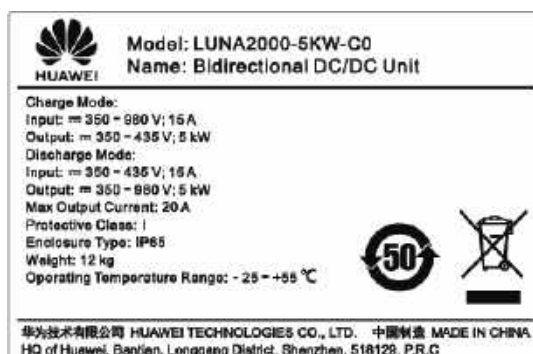 HUAWEI
Model: LUNA2000-5KW-C0
Name: Bidirectional DC/DC Unit
Charge Mode:
Input: ⎓ 350 - 980 V; 15 A
Output: ⎓ 350 - 435 V; 5 kW
Discharge Mode:
Input: ⎓ 350 - 435 V; 15 A
Output: ⎓ 350 - 980 V; 5 kW
Max Output Current: 20 A
Protective Class: I
Enclosure Type: IP65
Weight: 12 kg
Operating Temperature Range: - 25 ~ +55 ℃
50
华为技术有限公司 HUAWEI TECHNOLOGIES CO., LTD. 中国制造 MADE IN CHINA
HQ of Huawei, Bantian, Longgang District, Shenzhen, 518129, P.R.C